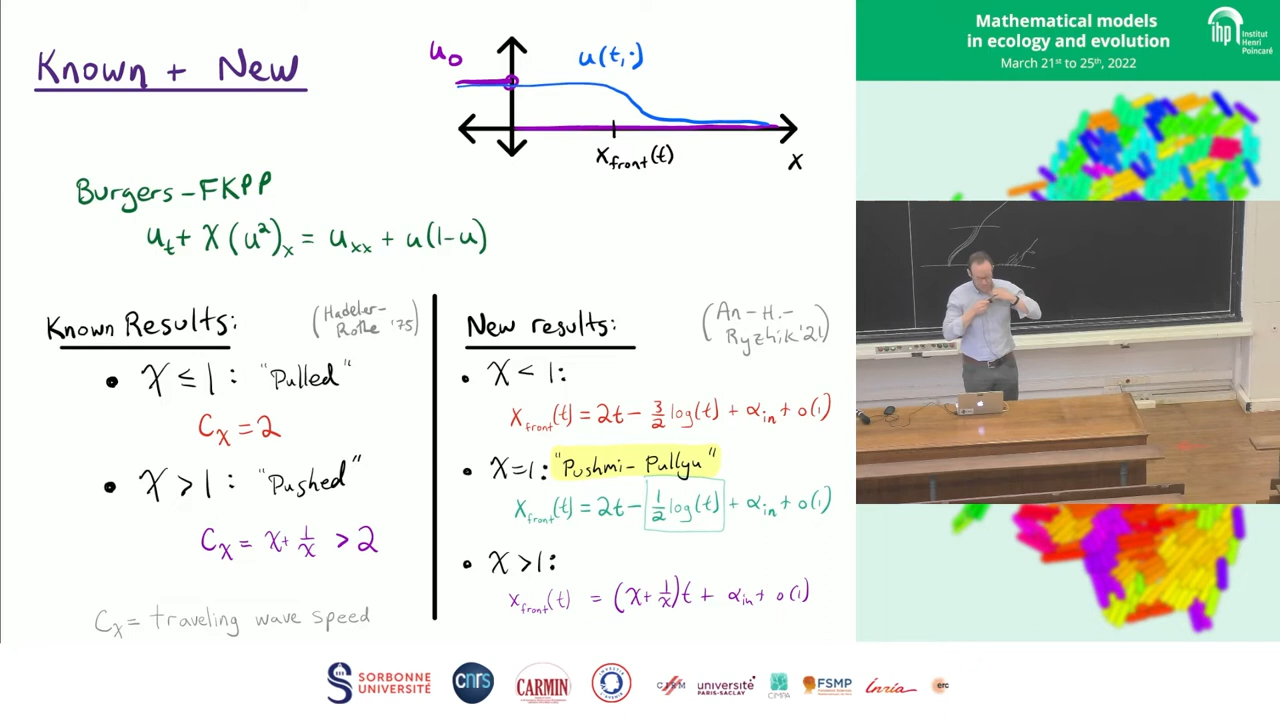 Known + New
u₀
u(t,·)
x_front(t)
x
Burgers-FKPP
u_t + χ(u²)_x = u_xx + u(1-u)
Known Results:
(Hadeler-
Rothe '75)
• χ ≤ 1: "Pulled"
C_χ = 2
• χ > 1: "Pushed"
C_χ = χ + 1/χ > 2
C_χ = traveling wave speed
New results:
(An-H.-
Ryzhik '21)
• χ < 1:
x_front(t) = 2t - 3/2 log(t) + α_in + o(1)
• χ = 1: "Pushmi-Pullyu"
x_front(t) = 2t - 1/2 log(t) + α_in + o(1)
• χ > 1:
x_front(t) = (χ + 1/χ)t + α_in + o(1)
Mathematical models
in ecology and evolution
March 21st to 25th, 2022
ihp
Institut
Henri
Poincaré
SORBONNE
UNIVERSITÉ
cnrs
CARMIN
CIRM
université
PARIS-SACLAY
CIMPA
FSMP
Inria
erc